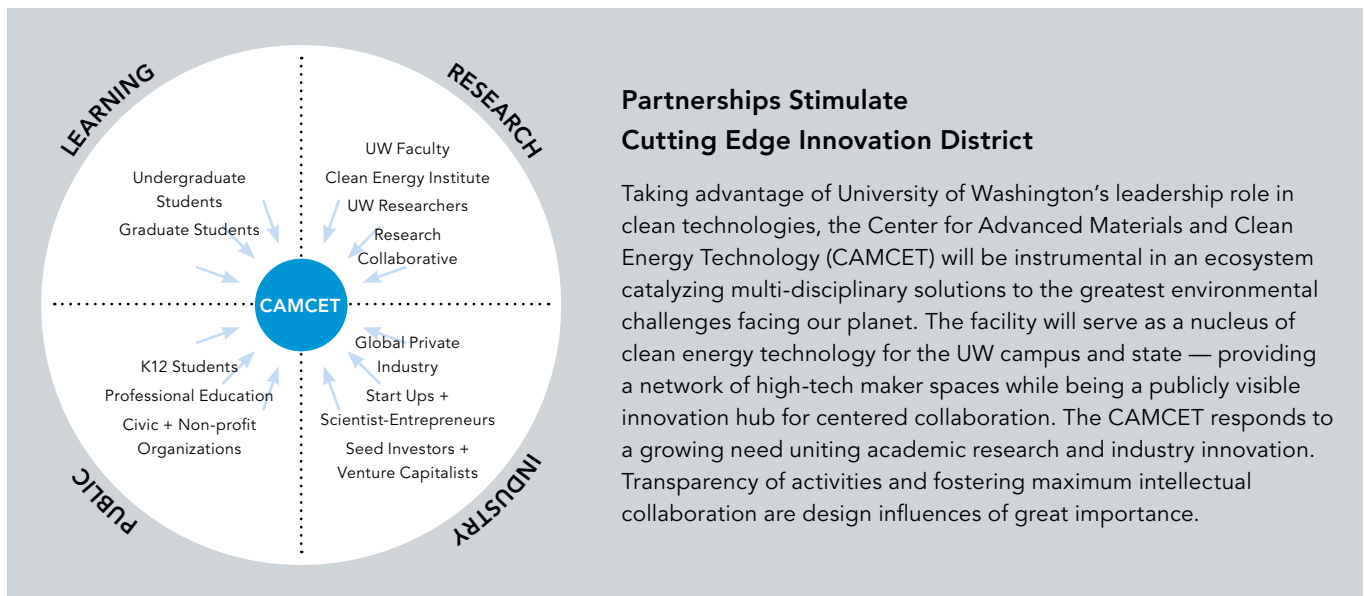 LEARNING
Undergraduate
Students
Graduate Students
RESEARCH
UW Faculty
Clean Energy Institute
UW Researchers
Research
Collaborative
CAMCET
K12 Students
Professional Education
Civic + Non-profit
Organizations
PUBLIC
Global Private
Industry
Start Ups +
Scientist-Entrepreneurs
Seed Investors +
Venture Capitalists
INDUSTRY
Partnerships Stimulate
Cutting Edge Innovation District
Taking advantage of University of Washington’s leadership role in
clean technologies, the Center for Advanced Materials and Clean
Energy Technology (CAMCET) will be instrumental in an ecosystem
catalyzing multi-disciplinary solutions to the greatest environmental
challenges facing our planet. The facility will serve as a nucleus of
clean energy technology for the UW campus and state — providing
a network of high-tech maker spaces while being a publicly visible
innovation hub for centered collaboration. The CAMCET responds to
a growing need uniting academic research and industry innovation.
Transparency of activities and fostering maximum intellectual
collaboration are design influences of great importance.